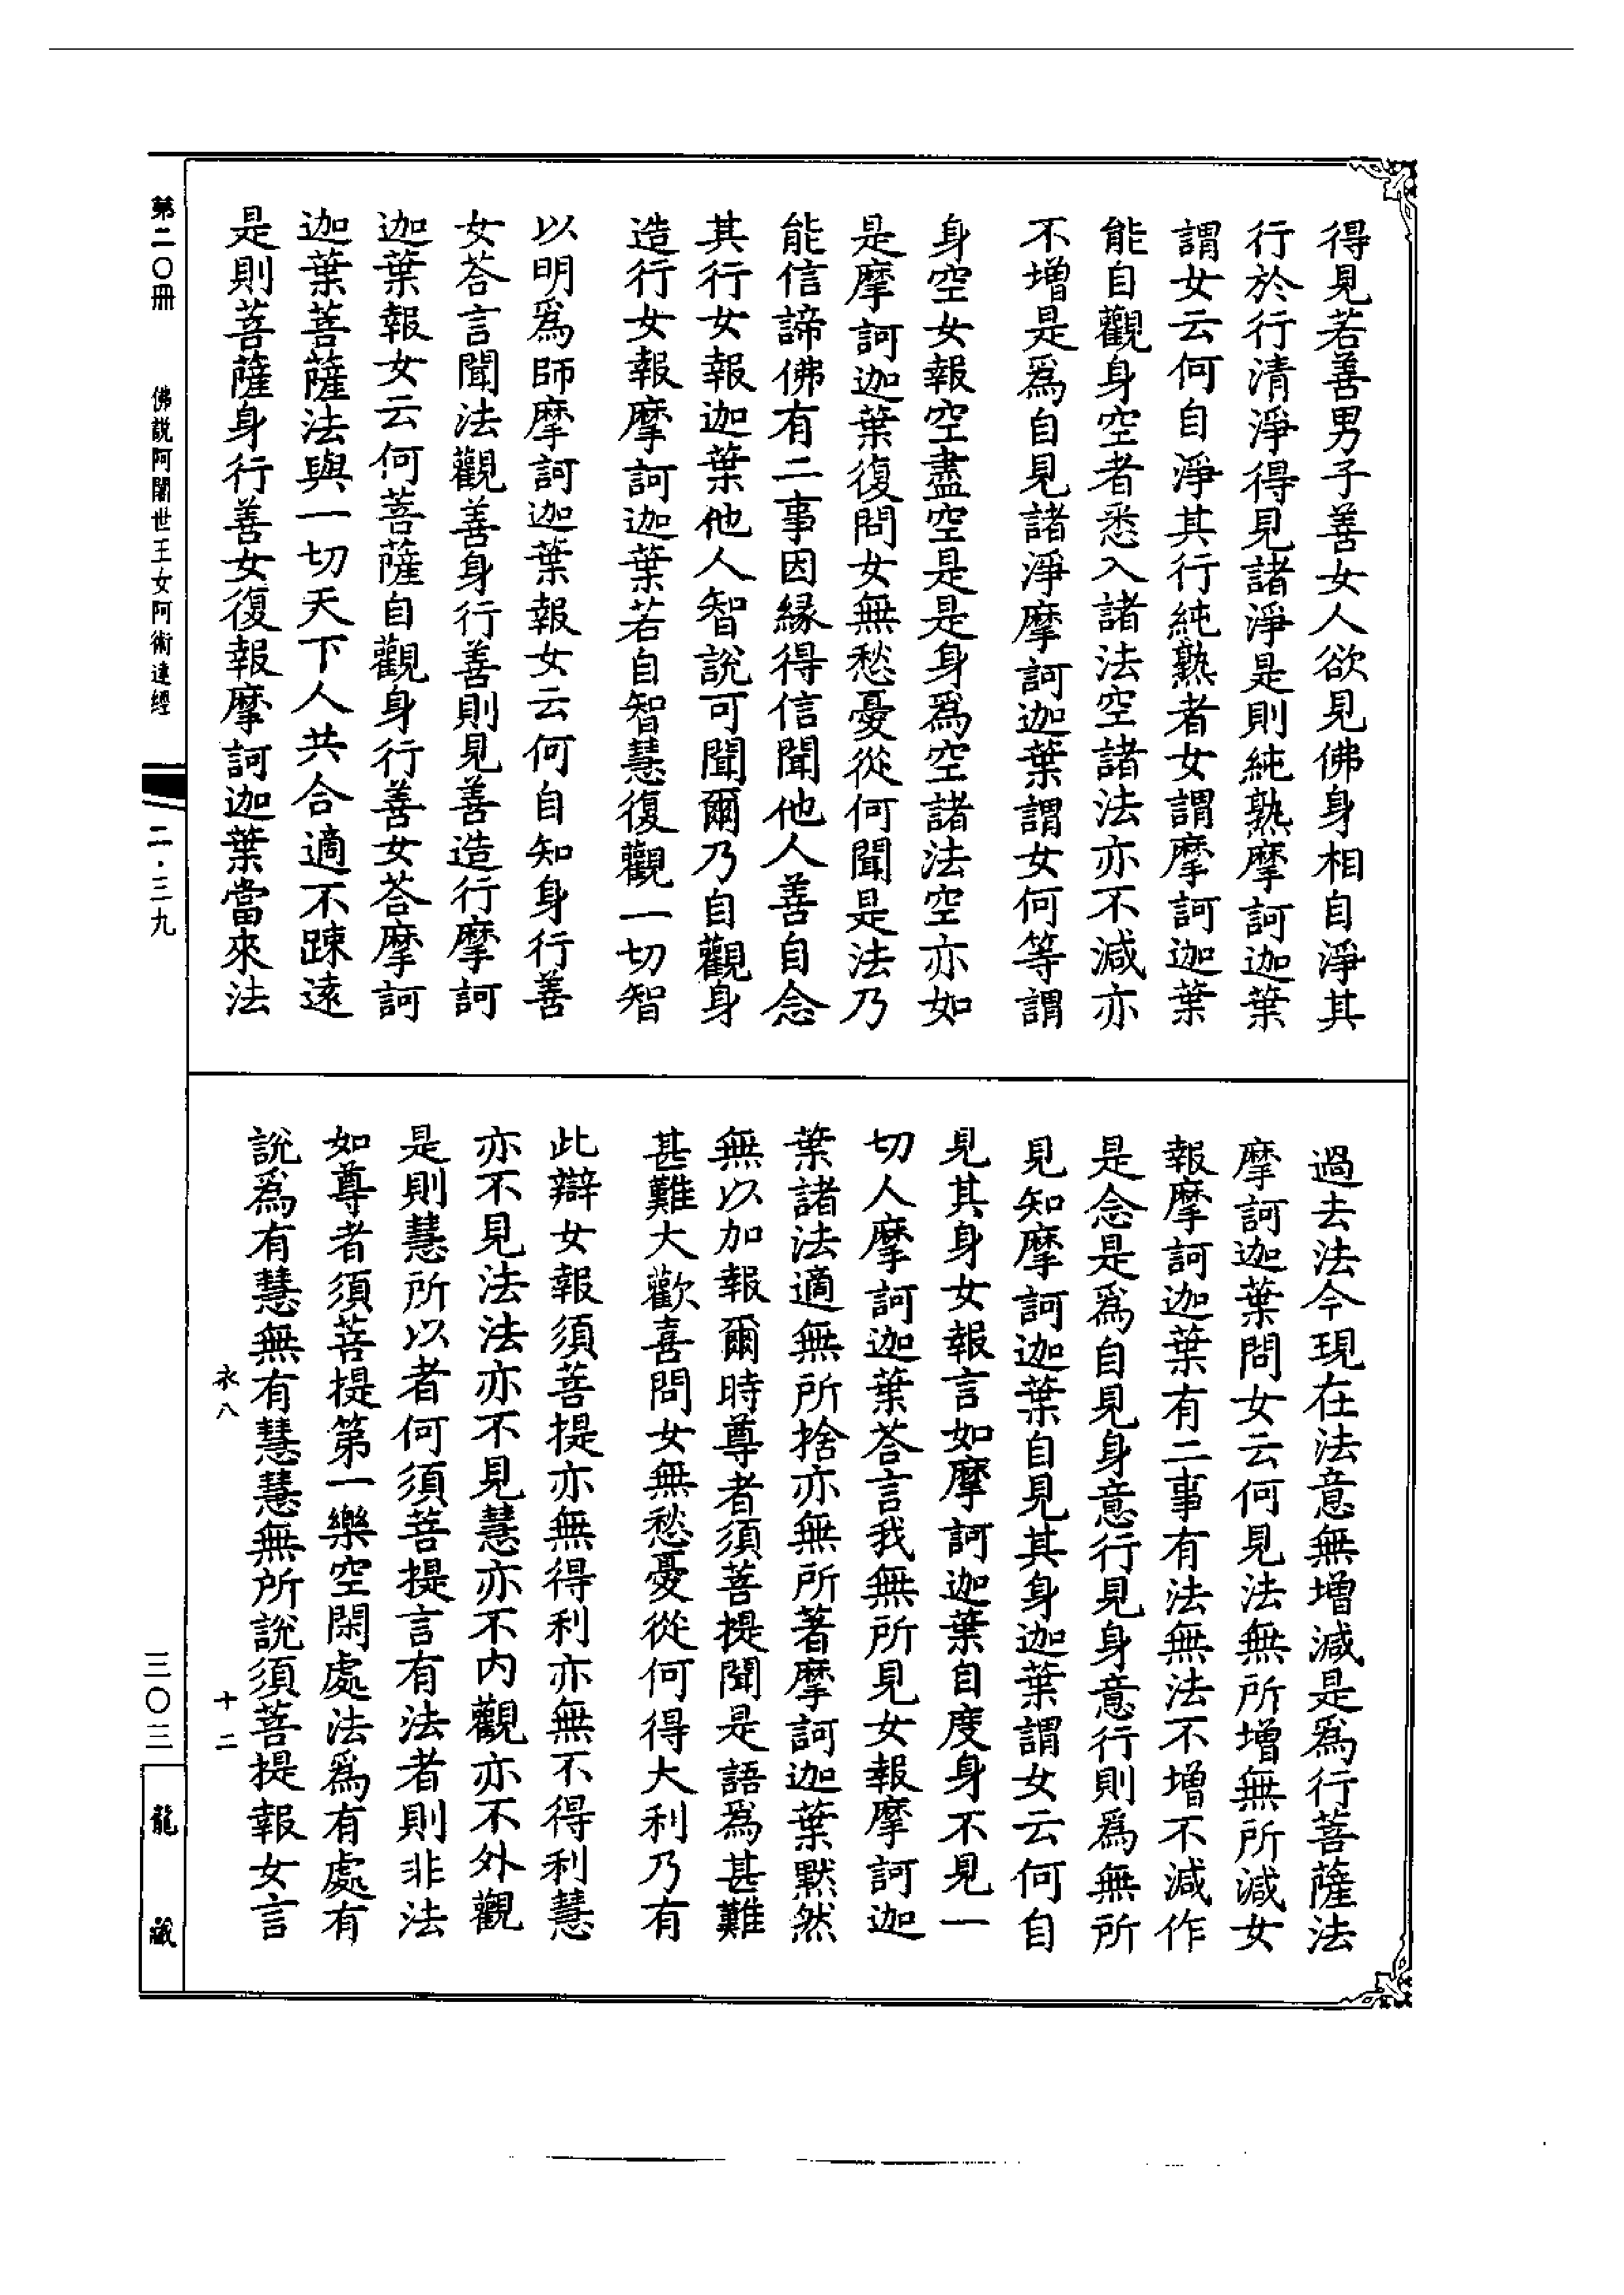 得見若善男子善女人欲見佛身相自淨其
行於行清淨得見諸淨是則純熟摩訶迦葉
謂女云何自淨其行純熟者女謂摩訶迦葉
能自觀身空者悉入諸法空諸法亦不減亦
不增是爲自見諸淨摩訶迦葉謂女何等謂
身空女報空盡空是是身爲空諸法空亦如
是摩訶迦葉復問女無愁憂從何聞是法乃
能信諦佛有二事因緣得信聞他人善自念
其行女報迦葉他人智說可聞爾乃自觀身
造行女報摩訶迦葉若自智慧復觀一切智
以明爲師摩訶迦葉報女云何自知身行善
女荅言聞法觀善身行善則見善造行摩訶
迦葉報女云何菩薩自觀身行善女荅摩訶
迦葉菩薩法與一切天下人共合適不踈遠
是則菩薩身行善女復報摩訶迦葉當來法
過去法今現在法意無增減是爲行菩薩法
摩訶迦葉問女云何見法無所增無所減女
報摩訶迦葉有二事有法無法不增不減作
是念是爲自見身意行見身意行則爲無所
見知摩訶迦葉自見其身迦葉謂女云何自
見其身女報言如摩訶迦葉自度身不見一
切人摩訶迦葉荅言我無所見女報摩訶迦
葉諸法適無所捨亦無所著摩訶迦葉默然
無以加報爾時尊者須菩提聞是語爲甚難
甚難大歡喜問女無愁憂從何得大利乃有
此辯女報須菩提亦無得利亦無不得利慧
亦不見法法亦不見慧亦不内觀亦不外觀
是則慧所以者何須菩提言有法者則非法
如尊者須菩提第一樂空閑處法爲有處有
說爲有慧無有慧慧無所說須菩提報女言
衣八 十二
第二〇冊 佛說阿闍世王女阿術達經 二·三九 三〇三 龍藏